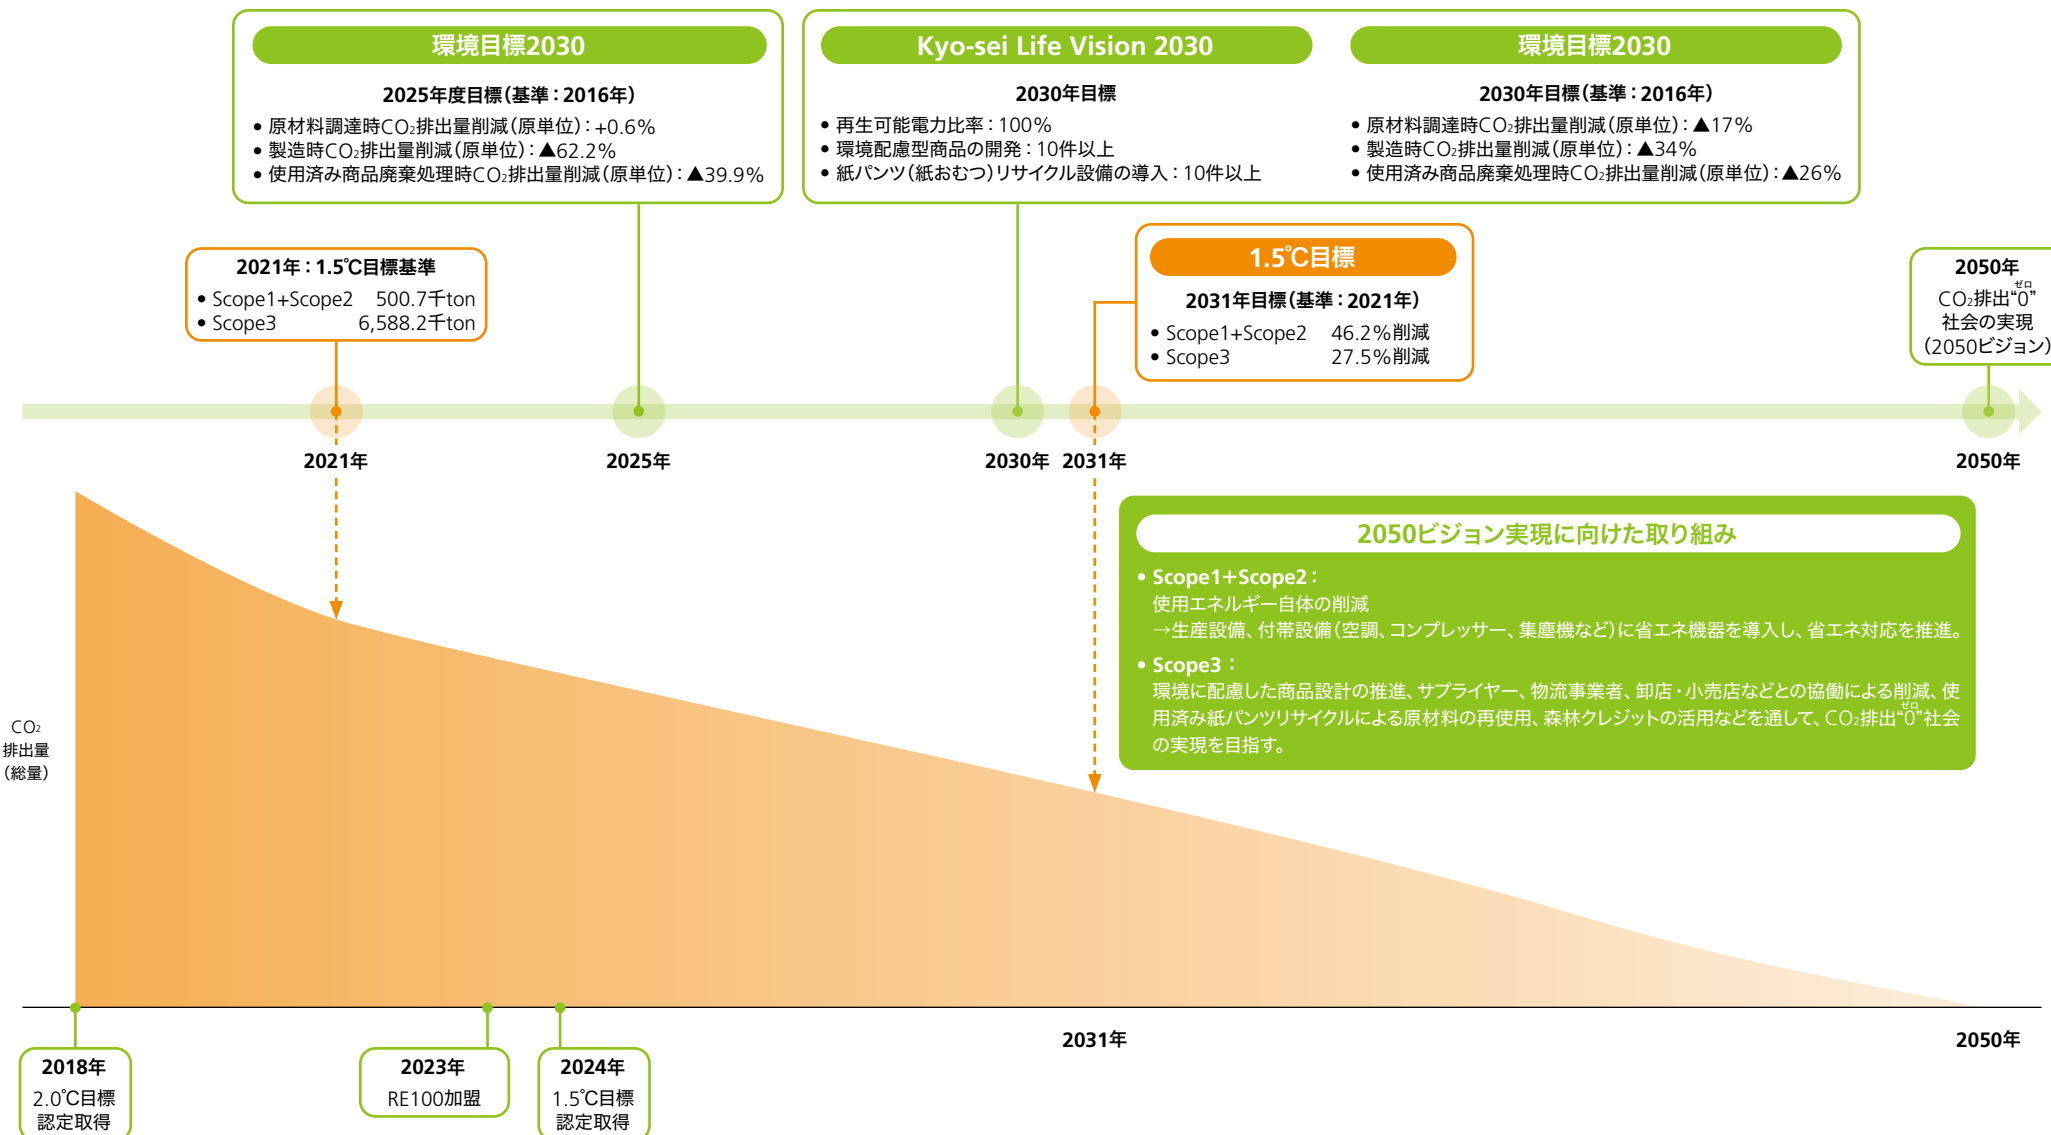 環境目標2030
2025年度目標(基準：2016年)
• 原材料調達時CO₂排出量削減(原単位)：+0.6%
• 製造時CO₂排出量削減(原単位)：▲62.2%
• 使用済み商品廃棄処理時CO₂排出量削減(原単位)：▲39.9%
Kyo-sei Life Vision 2030
2030年目標
• 再生可能電力比率：100%
• 環境配慮型商品の開発：10件以上
• 紙パンツ(紙おむつ)リサイクル設備の導入：10件以上
環境目標2030
2030年目標(基準：2016年)
• 原材料調達時CO₂排出量削減(原単位)：▲17%
• 製造時CO₂排出量削減(原単位)：▲34%
• 使用済み商品廃棄処理時CO₂排出量削減(原単位)：▲26%
2021年：1.5℃目標基準
• Scope1+Scope2 500.7千ton
• Scope3 6,588.2千ton
1.5℃目標
2031年目標(基準：2021年)
• Scope1+Scope2 46.2%削減
• Scope3 27.5%削減
2050年
ゼロ
CO₂排出“0”
社会の実現
(2050ビジョン)
2021年
2025年
2030年
2031年
2050年
2050ビジョン実現に向けた取り組み
• Scope1+Scope2：
使用エネルギー自体の削減
→生産設備、付帯設備(空調、コンプレッサー、集塵機など)に省エネ機器を導入し、省エネ対応を推進。
• Scope3：
環境に配慮した商品設計の推進、サプライヤー、物流事業者、卸店・小売店などとの協働による削減、使
ゼロ
用済み紙パンツリサイクルによる原材料の再使用、森林クレジットの活用などを通して、CO₂排出“0”社会
の実現を目指す。
CO₂
排出量
(総量)
2031年
2050年
2018年
2.0℃目標
認定取得
2023年
RE100加盟
2024年
1.5℃目標
認定取得